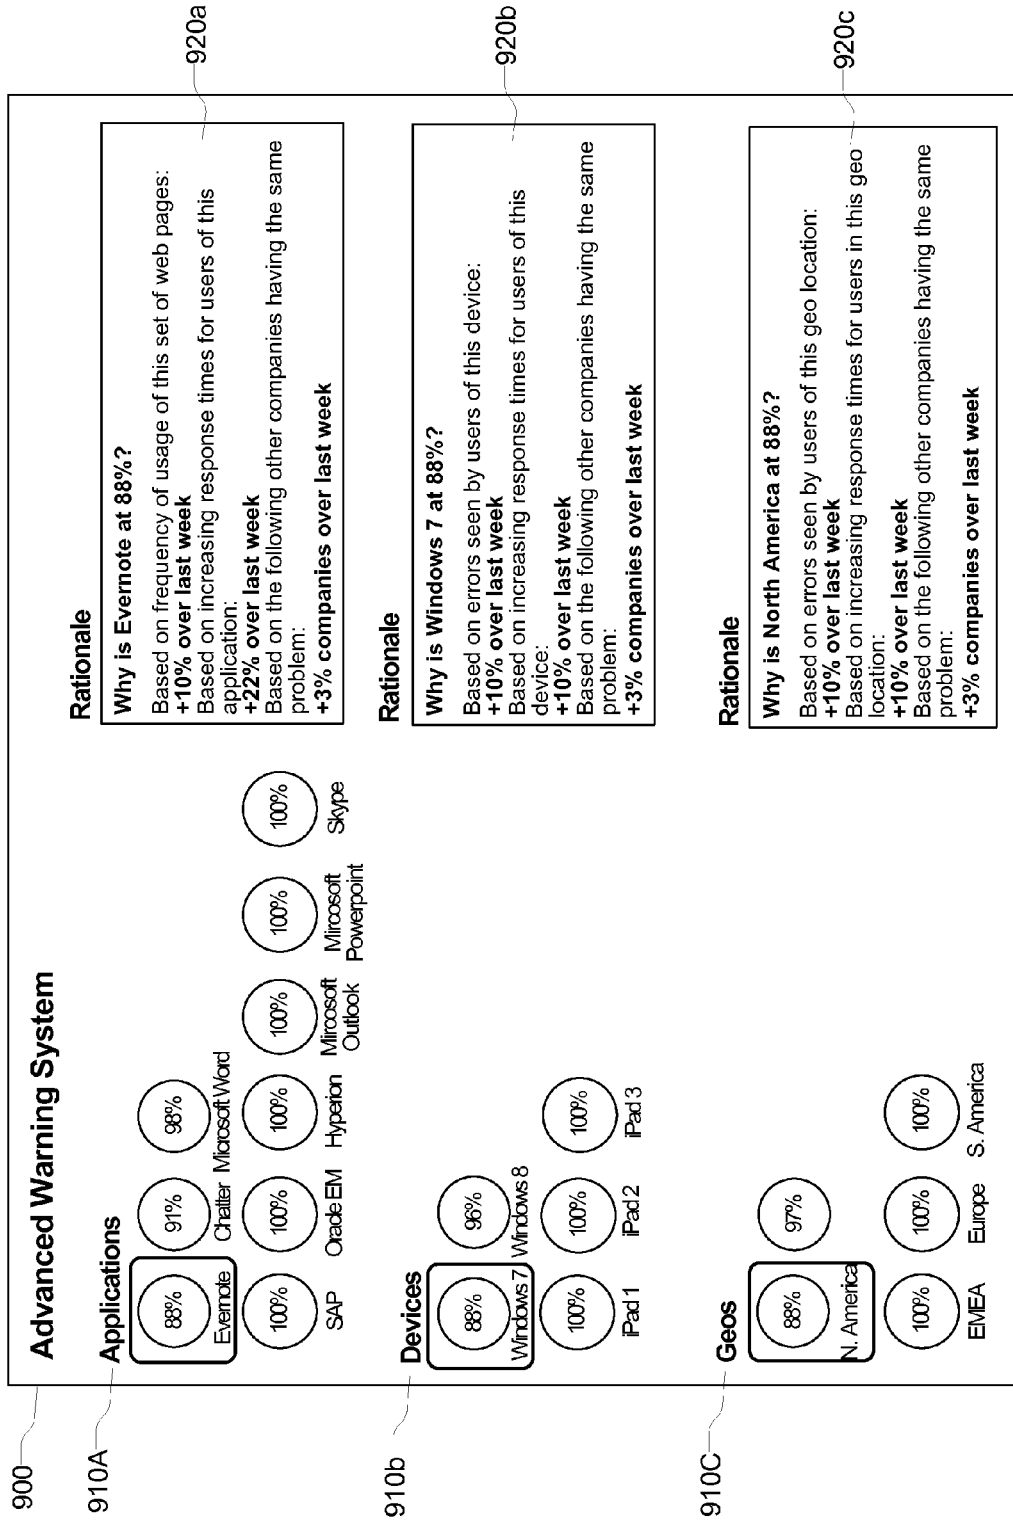 900
Advanced Warning System
910A
Applications
88%
Evernote
91%
Chatter
98%
Microsoft Word
100%
SAP
100%
Oracle EM
100%
Hyperion
100%
Mircosoft
Outlook
100%
Mircosoft
Powerpoint
100%
Skype
Rationale
Why is Evernote at 88%?
Based on frequency of usage of this set of web pages:
+10% over last week
Based on increasing response times for users of this
application:
+22% over last week
Based on the following other companies having the same
problem:
+3% companies over last week
920a
910b
Devices
88%
Windows 7
96%
Windows 8
100%
iPad 1
100%
iPad 2
100%
iPad 3
Rationale
Why is Windows 7 at 88%?
Based on errors seen by users of this device:
+10% over last week
Based on increasing response times for users of this
device:
+10% over last week
Based on the following other companies having the same
problem:
+3% companies over last week
920b
910C
Geos
88%
N. America
97%
100%
EMEA
100%
Europe
100%
S. America
Rationale
Why is North America at 88%?
Based on errors seen by users of this geo location:
+10% over last week
Based on increasing response times for users in this geo
location:
+10% over last week
Based on the following other companies having the same
problem:
+3% companies over last week
920c